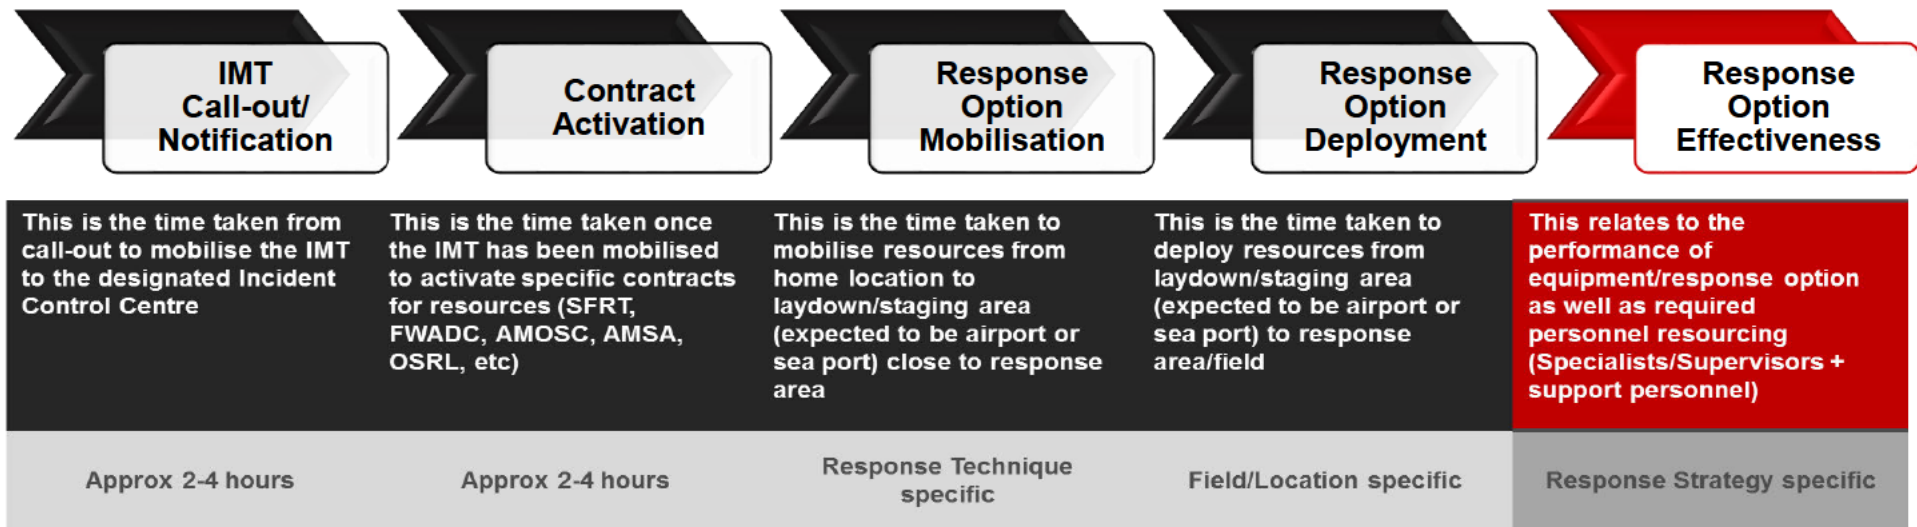 IMT
Call-out/
Notification
Contract
Activation
Response
Option
Mobilisation
Response
Option
Deployment
Response
Option
Effectiveness
This is the time taken from
call-out to mobilise the IMT
to the designated Incident
Control Centre
This is the time taken once
the IMT has been mobilised
to activate specific contracts
for resources (SFRT,
FWADC, AMOSC, AMSA,
OSRL, etc)
This is the time taken to
mobilise resources from
home location to
laydown/staging area
(expected to be airport or
sea port) close to response
area
This is the time taken to
deploy resources from
laydown/staging area
(expected to be airport or
sea port) to response
area/field
This relates to the
performance of
equipment/response option
as well as required
personnel resourcing
(Specialists/Supervisors +
support personnel)
Approx 2-4 hours
Approx 2-4 hours
Response Technique
specific
Field/Location specific
Response Strategy specific